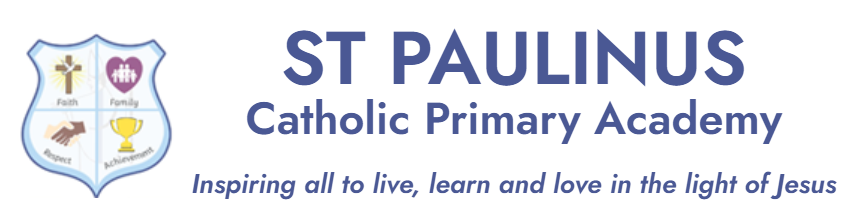 Faith
Family
Respect
Achievement
ST PAULINUS
Catholic Primary Academy
Inspiring all to live, learn and love in the light of Jesus